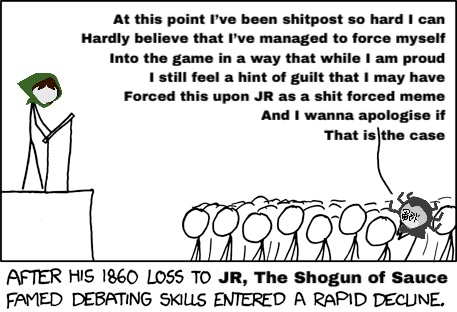 At this point I've been shitpost so hard I can
Hardly believe that I've managed to force myself
Into the game in a way that while I am proud
I still feel a hint of guilt that I may have
Forced this upon JR as a shit forced meme
And I wanna apologise if
That is the case
AFTER HIS 1860 LOSS TO JR, The Shogun of Sauce
FAMED DEBATING SKILLS ENTERED A RAPID DECLINE.